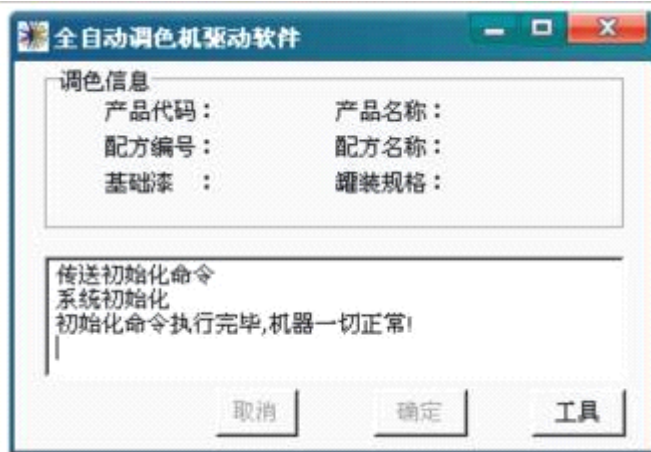 全自动调色机驱动软件
调色信息
产品代码： 产品名称：
配方编号： 配方名称：
基础漆 ： 罐装规格：
传送初始化命令
系统初始化
初始化命令执行完毕,机器一切正常!
取消 确定 工具